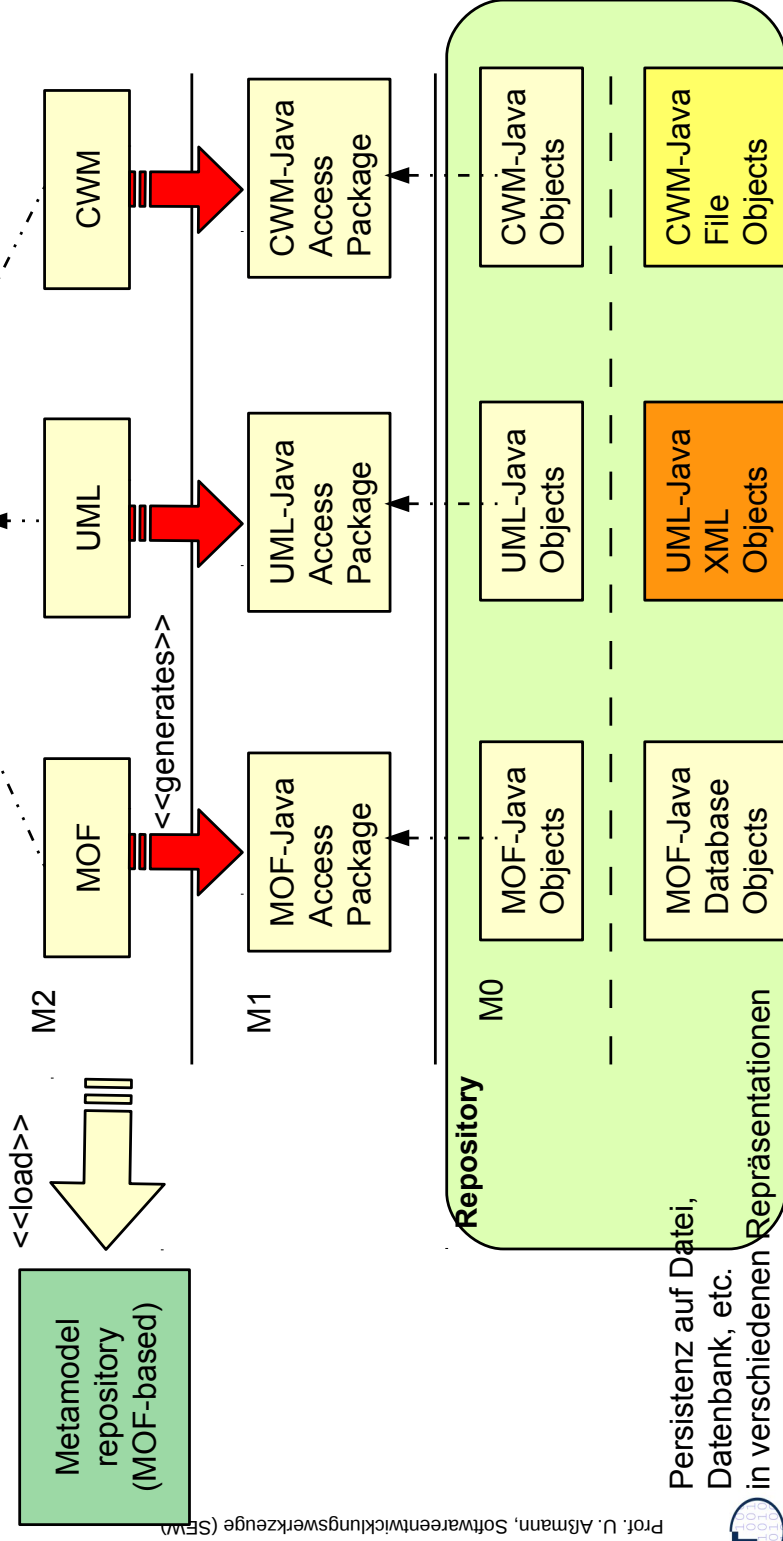 <<load>>
Metamodel
repository
(MOF-based)
M2
MOF
UML
CWM
<<generates>>
M1
MOF-Java
Access
Package
UML-Java
Access
Package
CWM-Java
Access
Package
Repository
M0
MOF-Java
Objects
UML-Java
Objects
CWM-Java
Objects
MOF-Java
Database
Objects
UML-Java
XML
Objects
CWM-Java
File
Objects
Persistenz auf Datei,
Datenbank, etc.
in verschiedenen Repräsentationen
Prof. U. Aßmann, Softwareentwicklungswerkzeuge (SEW)